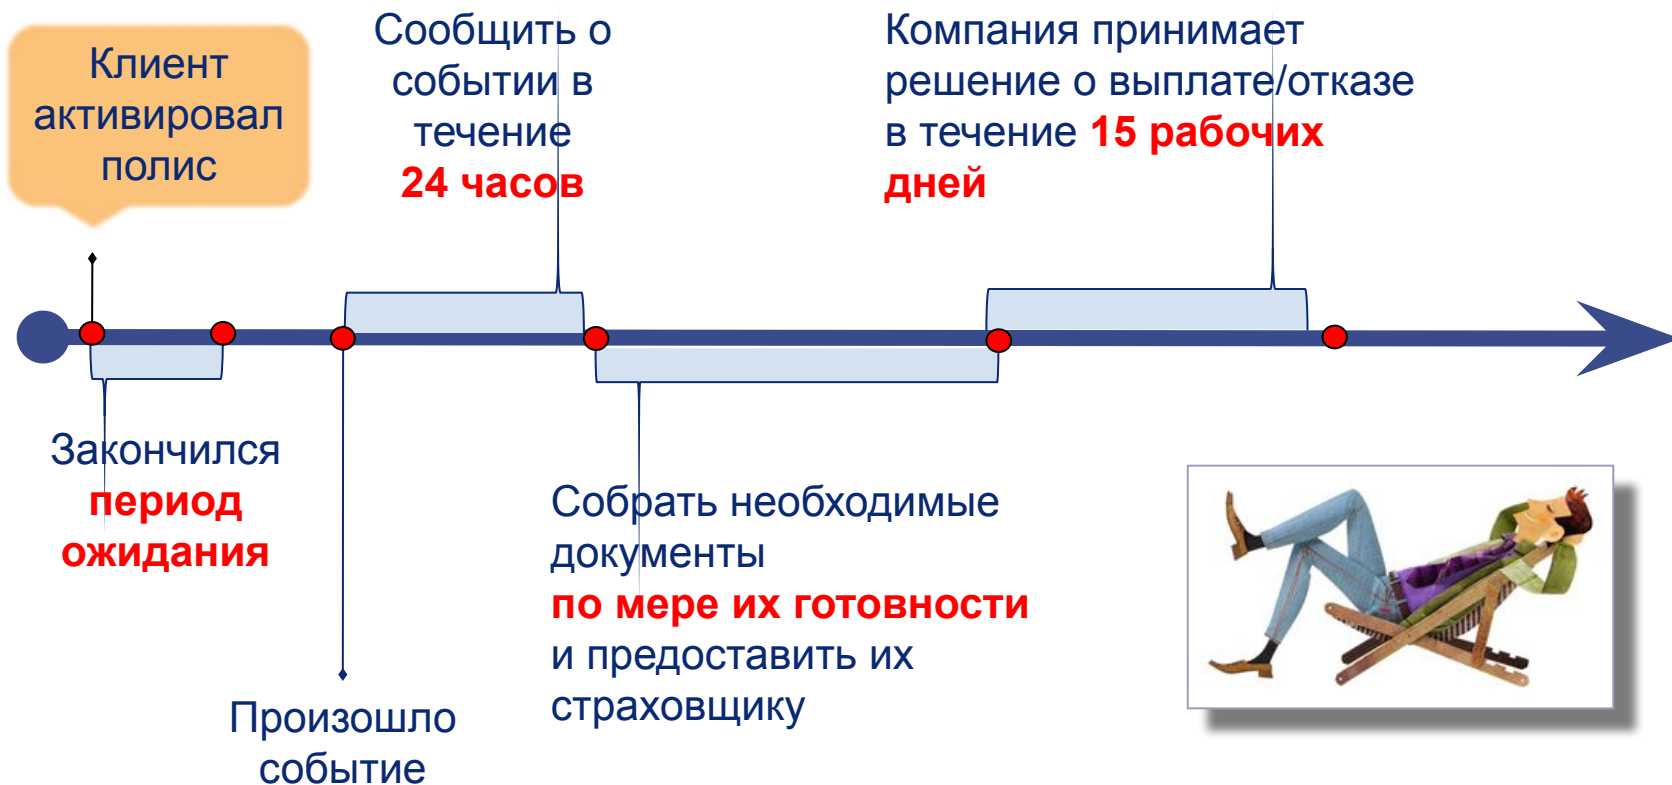 Клиент
активировал
полис
Сообщить о
событии в
течение
24 часов
Компания принимает
решение о выплате/отказе
в течение 15 рабочих
дней
Закончился
период
ожидания
Произошло
событие
Собрать необходимые
документы
по мере их готовности
и предоставить их
страховщику